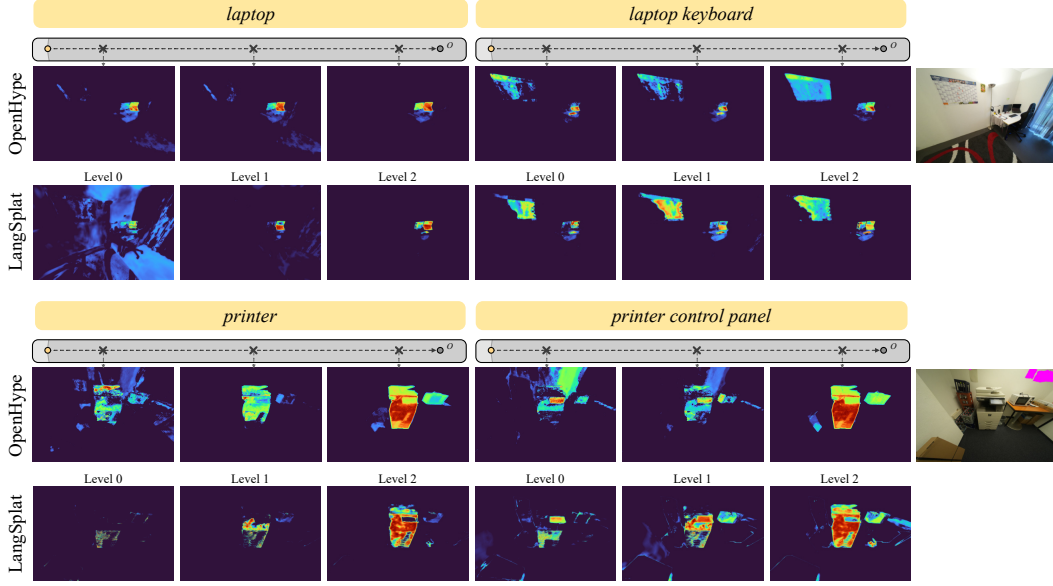 laptop
laptop keyboard
o
o
OpenHype
Level 0
Level 1
Level 2
Level 0
Level 1
Level 2
LangSplat
printer
printer control panel
o
o
OpenHype
Level 0
Level 1
Level 2
Level 0
Level 1
Level 2
LangSplat